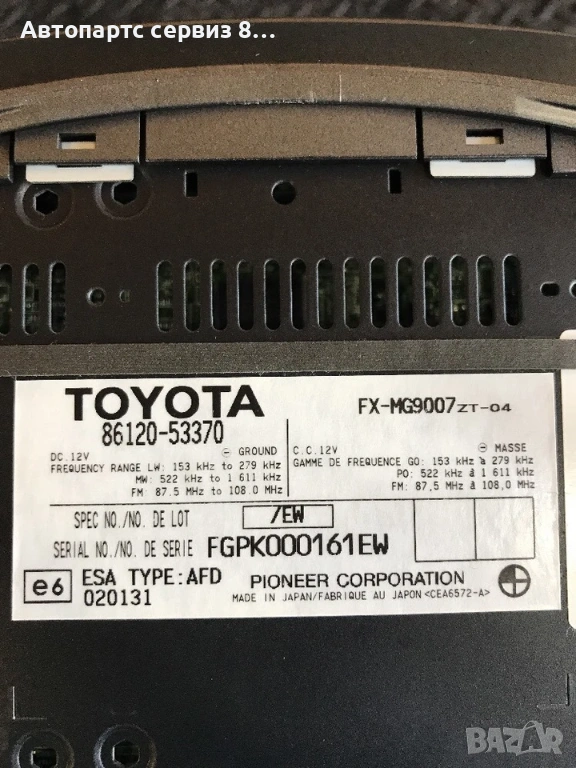 Автопартс сервиз 8...
TOYOTA
86120-53370
FX-MG9007ZT-04
DC.12V ⊖ GROUND
FREQUENCY RANGE LW: 153 kHz to 279 kHz
MW: 522 kHz to 1 611 kHz
FM: 87.5 MHz to 108.0 MHz
C.C.12V ⊖ MASSE
GAMME DE FREQUENCE GO: 153 kHz à 279 kHz
PO: 522 kHz à 1 611 kHz
FM: 87,5 MHz à 108,0 MHz
SPEC NO./NO. DE LOT /EW
SERIAL NO./NO. DE SERIE FGPK000161EW
e6 ESA TYPE:AFD
020131
PIONEER CORPORATION
MADE IN JAPAN/FABRIQUE AU JAPON <CEA6572-A>
BAZAR